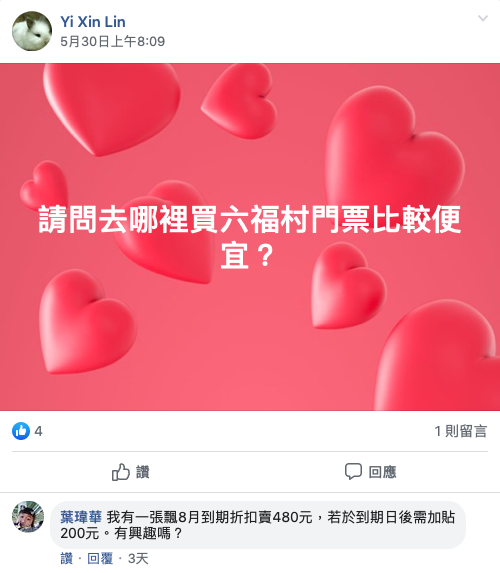 Yi Xin Lin
5月30日上午8:09
請問去哪裡買六福村門票比較便
宜？
4
1 則留言
讚
回應
葉瑋華 我有一張飄8月到期折扣賣480元，若於到期日後需加貼
200元。有興趣嗎？
讚 · 回覆 · 3天